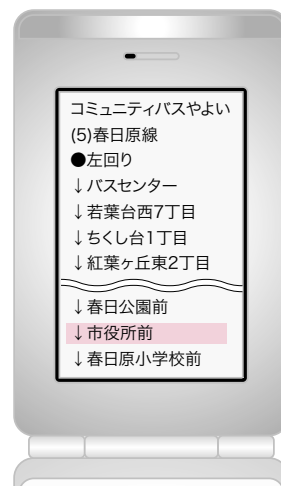 コミュニティバスやよい
(5)春日原線
●左回り
↓バスセンター
↓若葉台西7丁目
↓ちくし台1丁目
↓紅葉ヶ丘東2丁目
↓春日公園前
↓市役所前
↓春日原小学校前